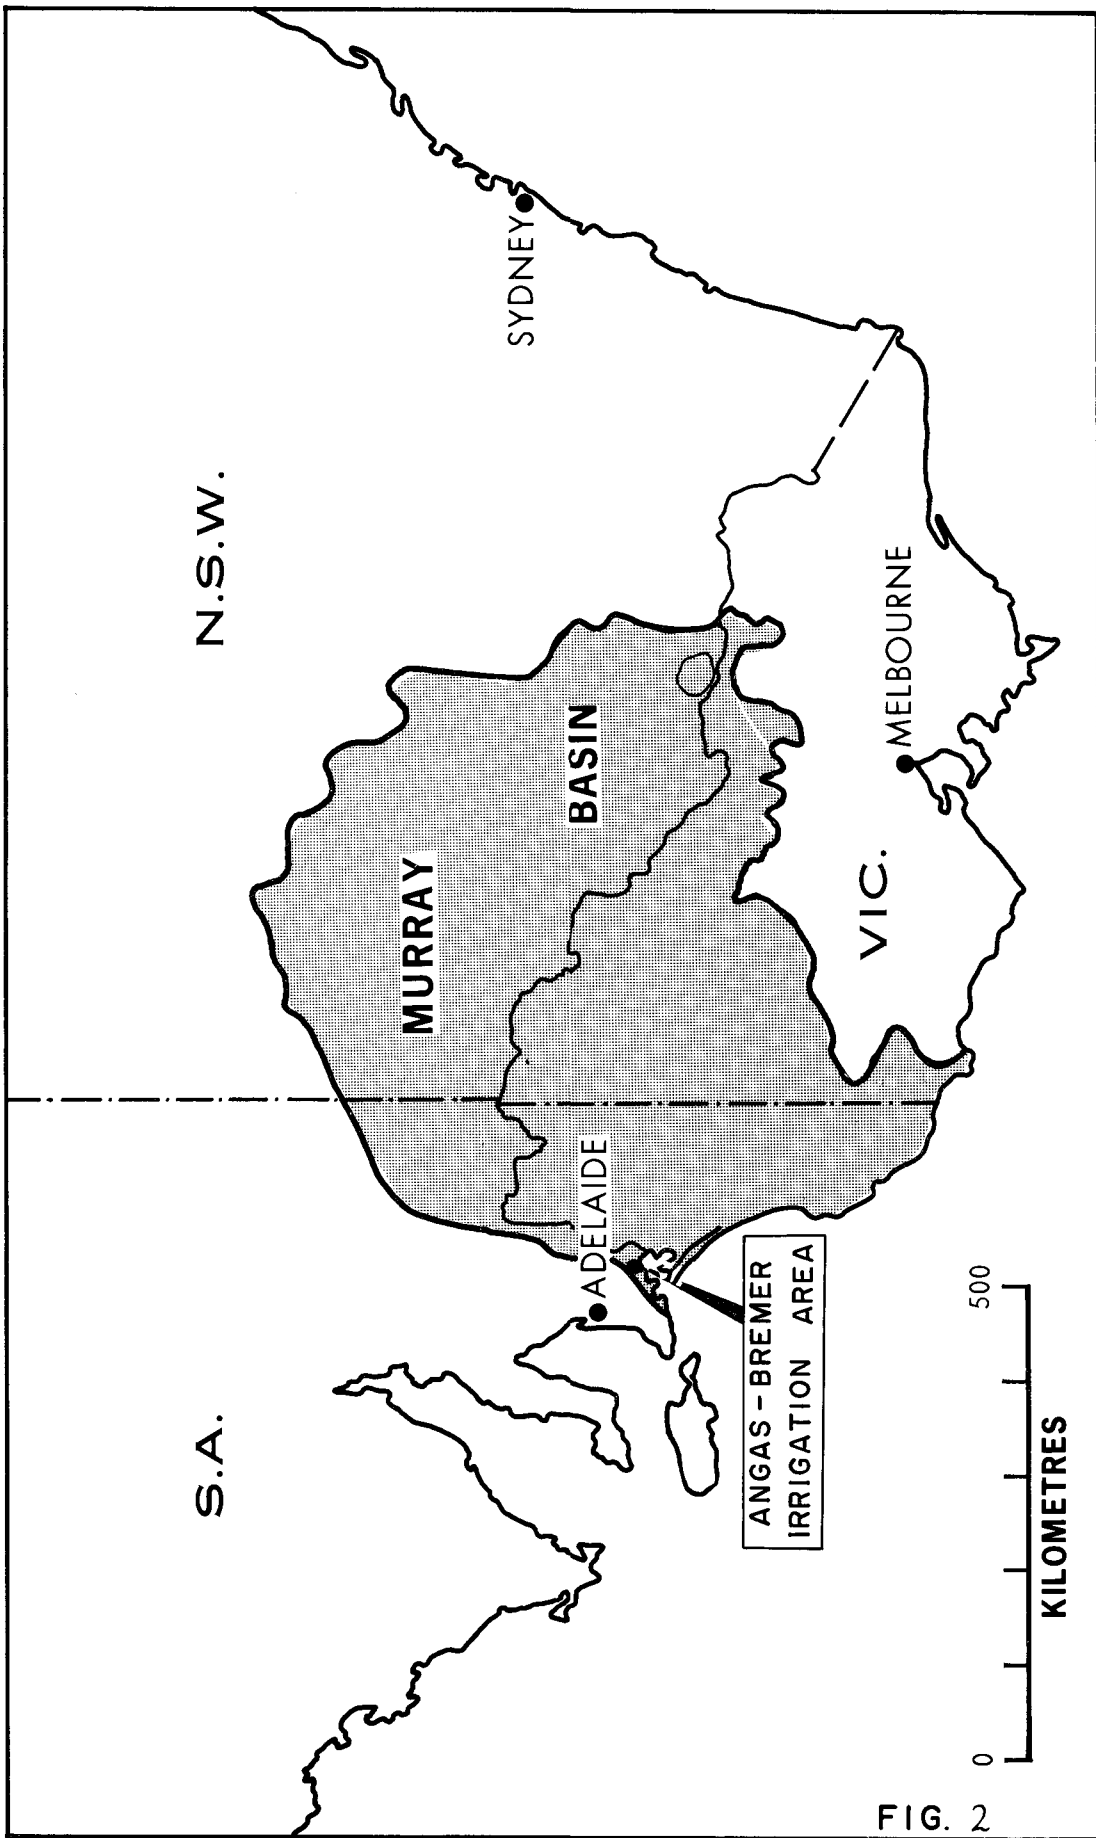 S.A.
N.S.W.
MURRAY
BASIN
SYDNEY
ADELAIDE
VIC.
MELBOURNE
ANGAS – BREMER
IRRIGATION AREA
0
500
KILOMETRES
FIG. 2